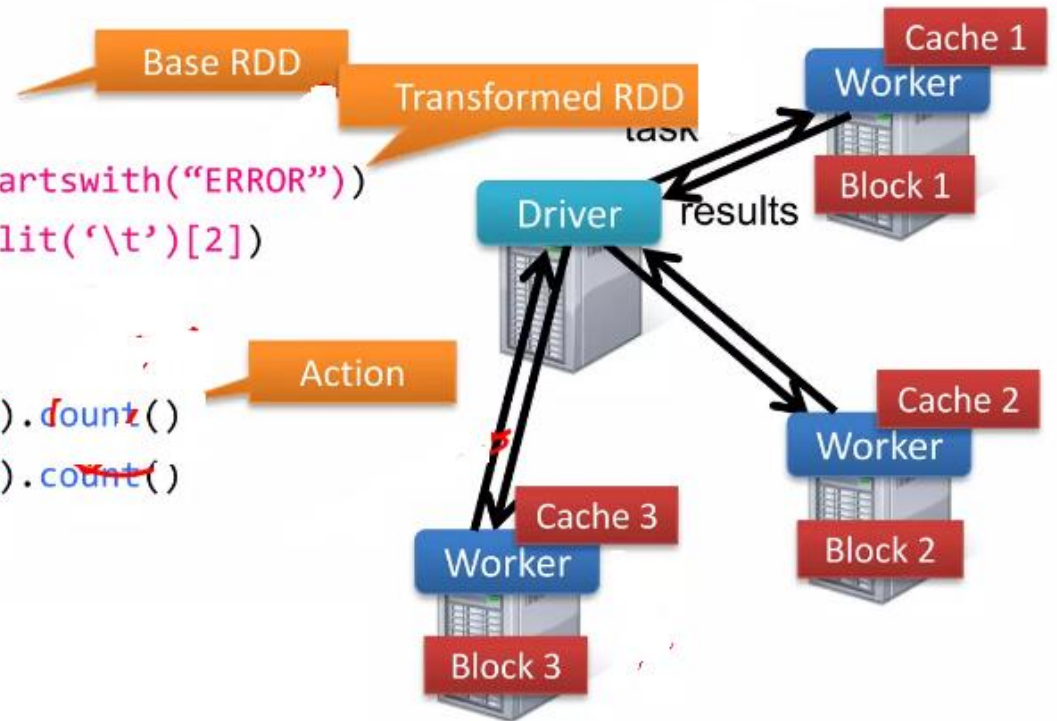 Base RDD
Transformed RDD
artswith(“ERROR”))
lit(‘\t’)[2])
Action
).count()
).count()
task
results
Driver
Cache 1
Worker
Block 1
Cache 2
Worker
Block 2
Cache 3
Worker
Block 3